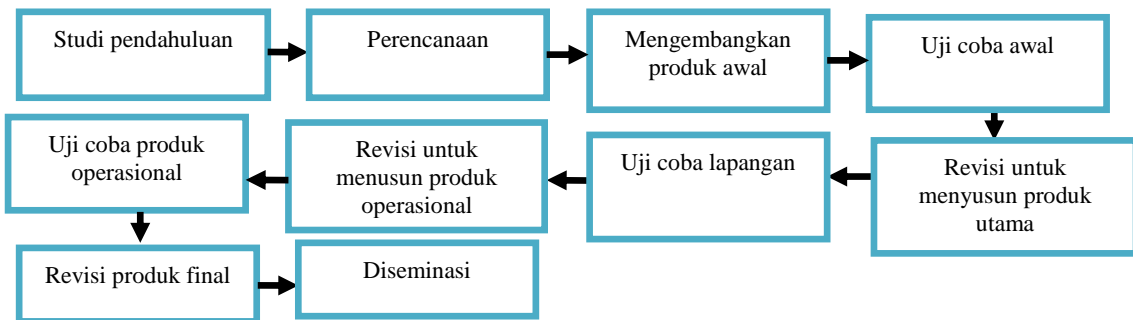 Studi pendahuluan
Perencanaan
Mengembangkan
produk awal
Uji coba awal
Revisi untuk
menyusun produk
utama
Uji coba lapangan
Revisi untuk
menusun produk
operasional
Uji coba produk
operasional
Revisi produk final
Diseminasi